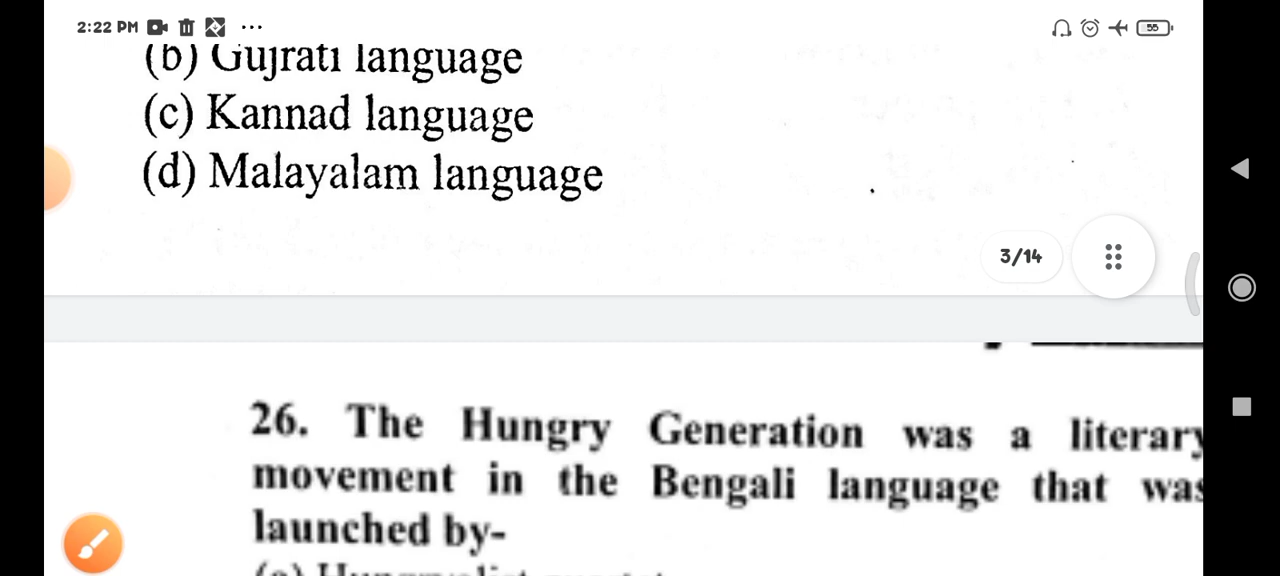 2:22 PM ... 55
(b) Gujrati language
(c) Kannad language
(d) Malayalam language
3/14
26. The Hungry Generation was a literary
movement in the Bengali language that was
launched by-